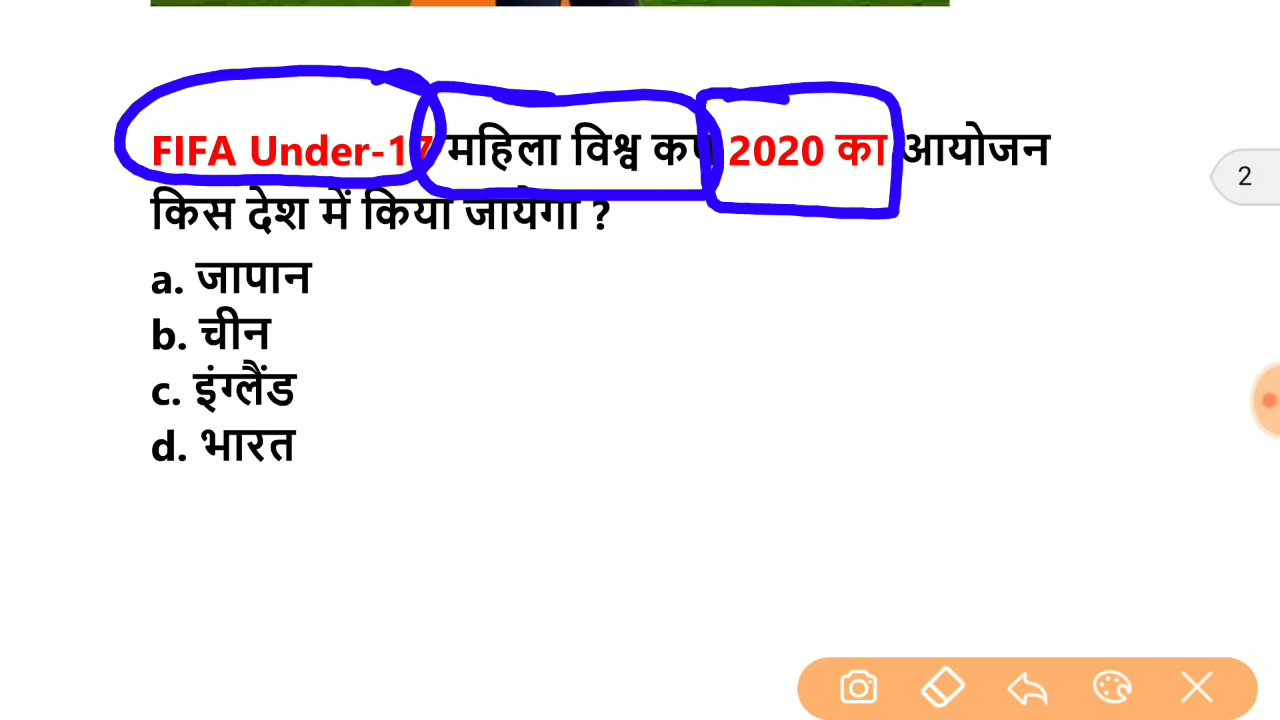 FIFA Under-17 महिला विश्व कप 2020 का आयोजन
किस देश में किया जायेगा ?
a. जापान
b. चीन
c. इंग्लैंड
d. भारत
2